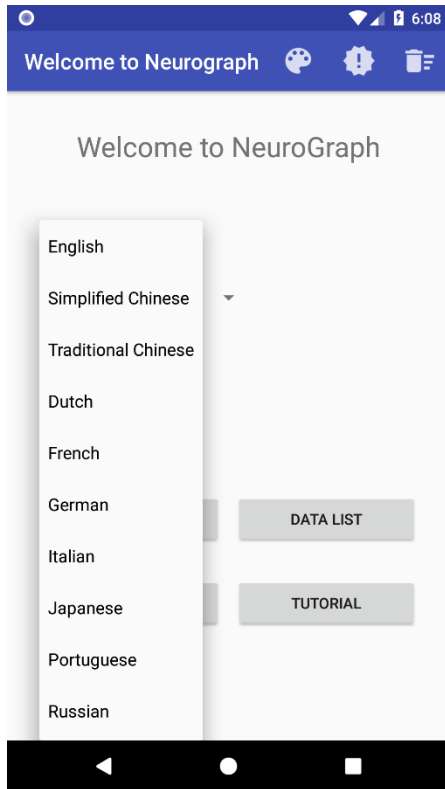 6:08
Welcome to Neurograph
Welcome to NeuroGraph
English
Simplified Chinese
Traditional Chinese
Dutch
French
German
DATA LIST
Italian
Japanese
TUTORIAL
Portuguese
Russian